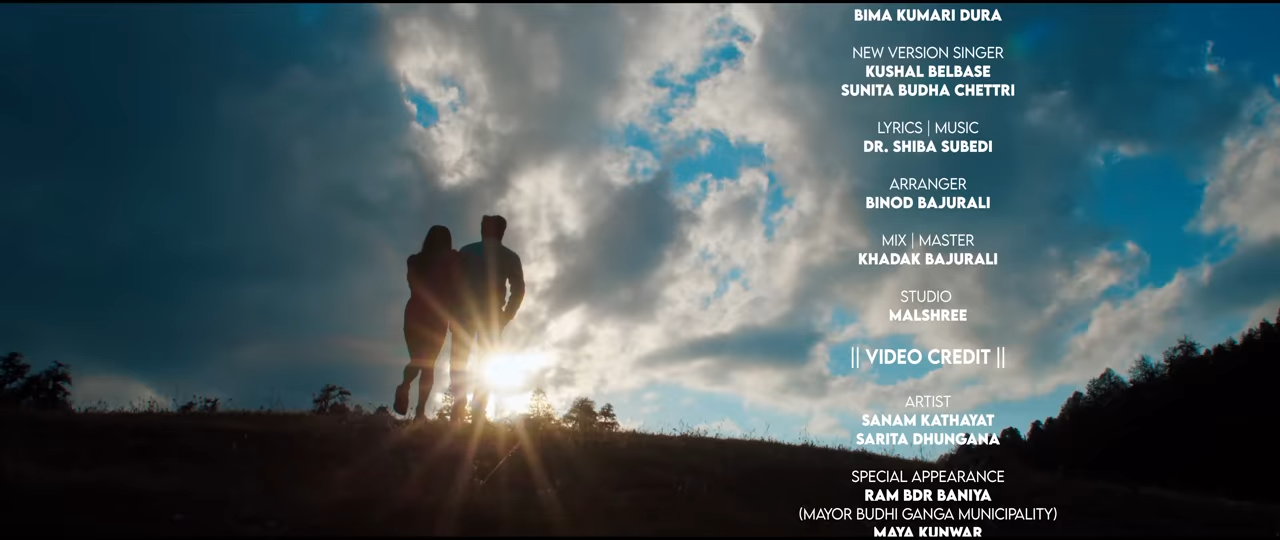 BIMA KUMARI DURA
NEW VERSION SINGER
KUSHAL BELBASE
SUNITA BUDHA CHETTRI
LYRICS | MUSIC
DR. SHIBA SUBEDI
ARRANGER
BINOD BAJURALI
MIX | MASTER
KHADAK BAJURALI
STUDIO
MALSHREE
|| VIDEO CREDIT ||
ARTIST
SANAM KATHAYAT
SARITA DHUNGANA
SPECIAL APPEARANCE
RAM BDR BANIYA
(MAYOR BUDHI GANGA MUNICIPALITY)
MAYA KUNWAR